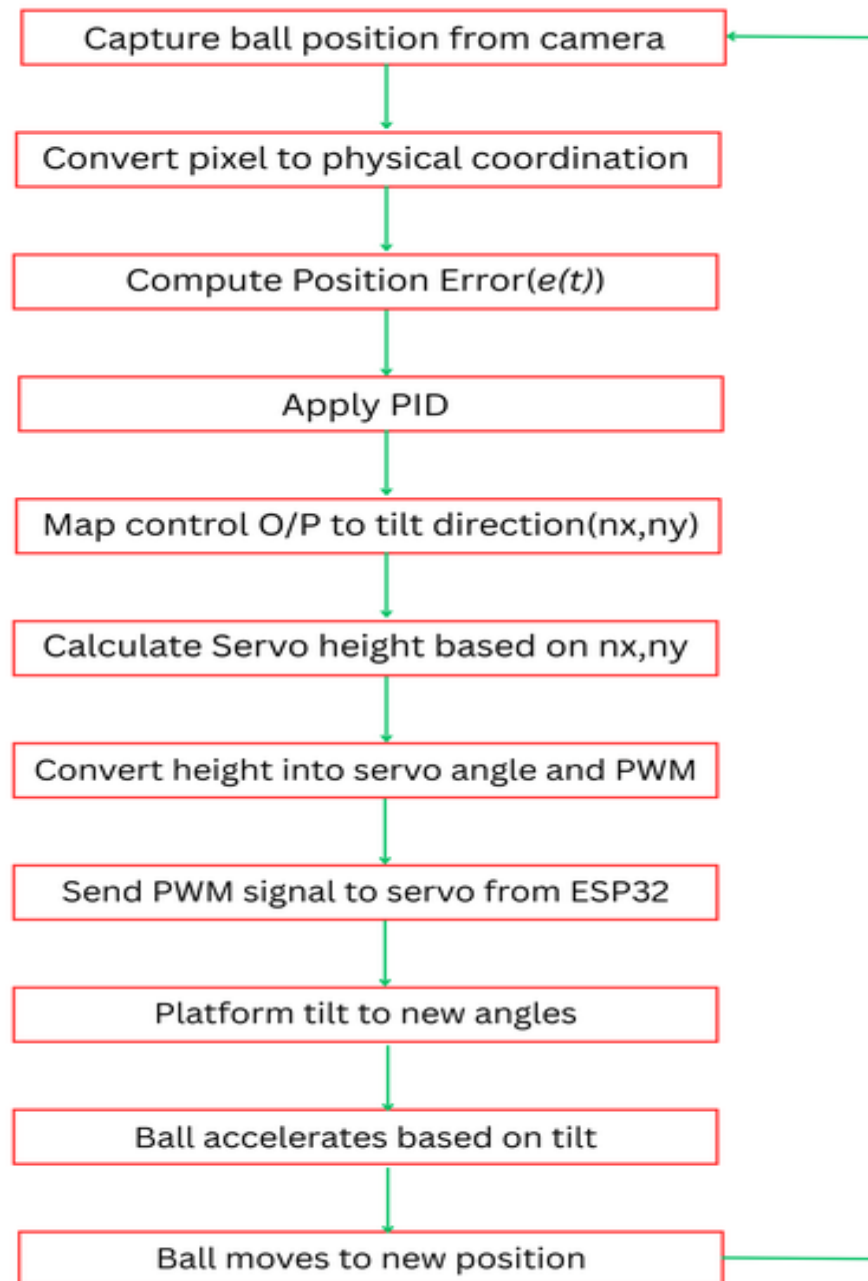 Capture ball position from camera
Convert pixel to physical coordination
Compute Position Error(e(t))
Apply PID
Map control O/P to tilt direction(nx,ny)
Calculate Servo height based on nx,ny
Convert height into servo angle and PWM
Send PWM signal to servo from ESP32
Platform tilt to new angles
Ball accelerates based on tilt
Ball moves to new position